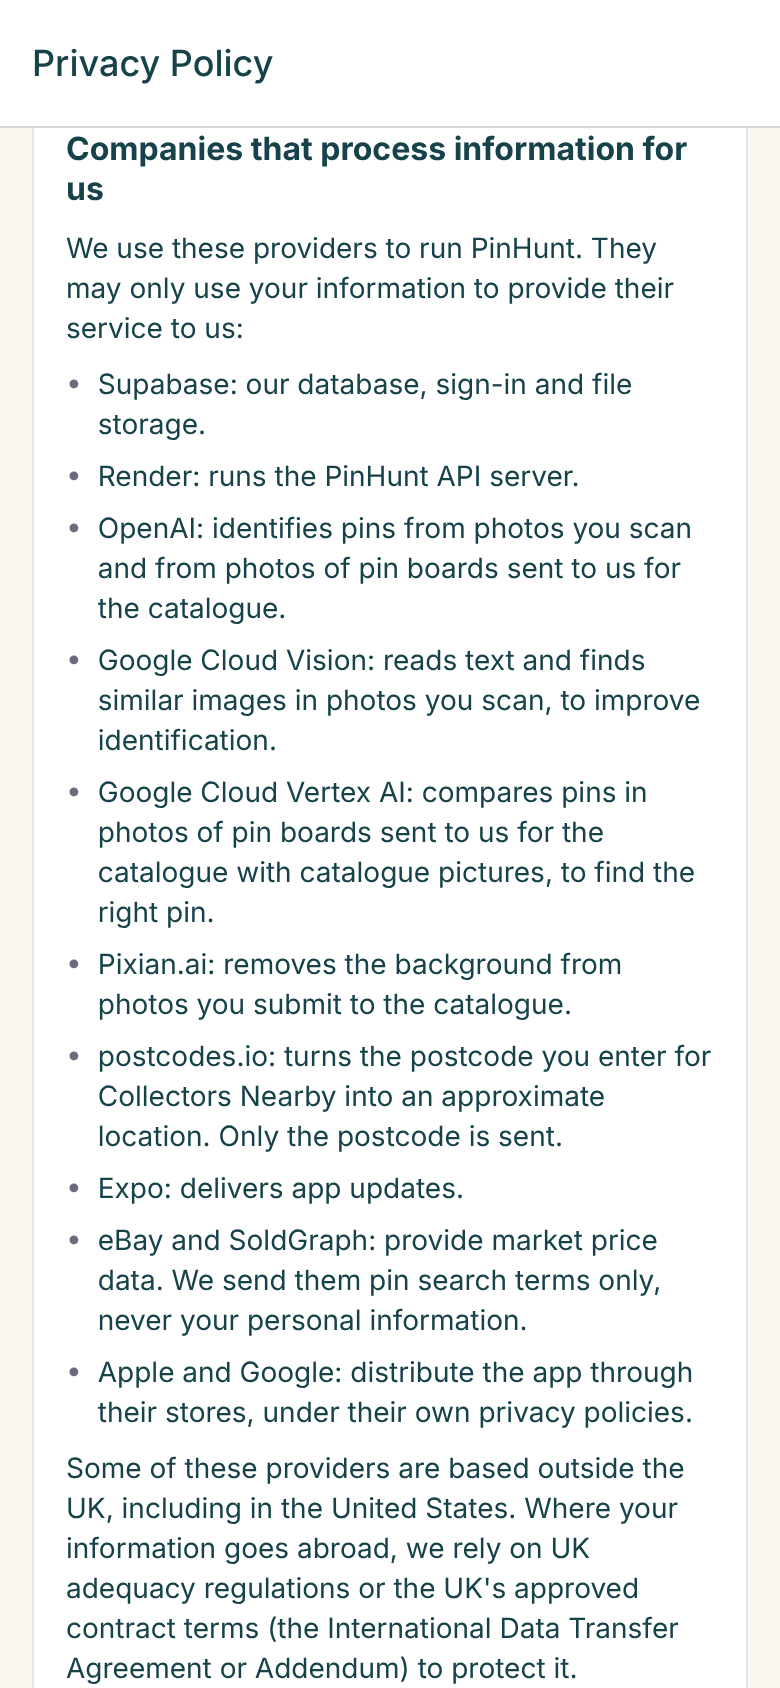 Privacy Policy
Companies that process information for
us
We use these providers to run PinHunt. They
may only use your information to provide their
service to us:
• Supabase: our database, sign-in and file
storage.
• Render: runs the PinHunt API server.
• OpenAI: identifies pins from photos you scan
and from photos of pin boards sent to us for
the catalogue.
• Google Cloud Vision: reads text and finds
similar images in photos you scan, to improve
identification.
• Google Cloud Vertex AI: compares pins in
photos of pin boards sent to us for the
catalogue with catalogue pictures, to find the
right pin.
• Pixian.ai: removes the background from
photos you submit to the catalogue.
• postcodes.io: turns the postcode you enter for
Collectors Nearby into an approximate
location. Only the postcode is sent.
• Expo: delivers app updates.
• eBay and SoldGraph: provide market price
data. We send them pin search terms only,
never your personal information.
• Apple and Google: distribute the app through
their stores, under their own privacy policies.
Some of these providers are based outside the
UK, including in the United States. Where your
information goes abroad, we rely on UK
adequacy regulations or the UK's approved
contract terms (the International Data Transfer
Agreement or Addendum) to protect it.